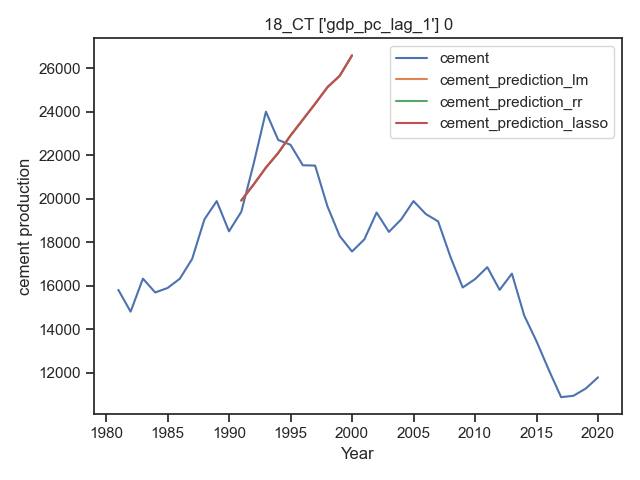 18_CT ['gdp_pc_lag_1'] 0
cement
cement_prediction_lm
cement_prediction_rr
cement_prediction_lasso
26000
24000
22000
20000
18000
16000
14000
12000
cement production
1980 1985 1990 1995 2000 2005 2010 2015 2020
Year